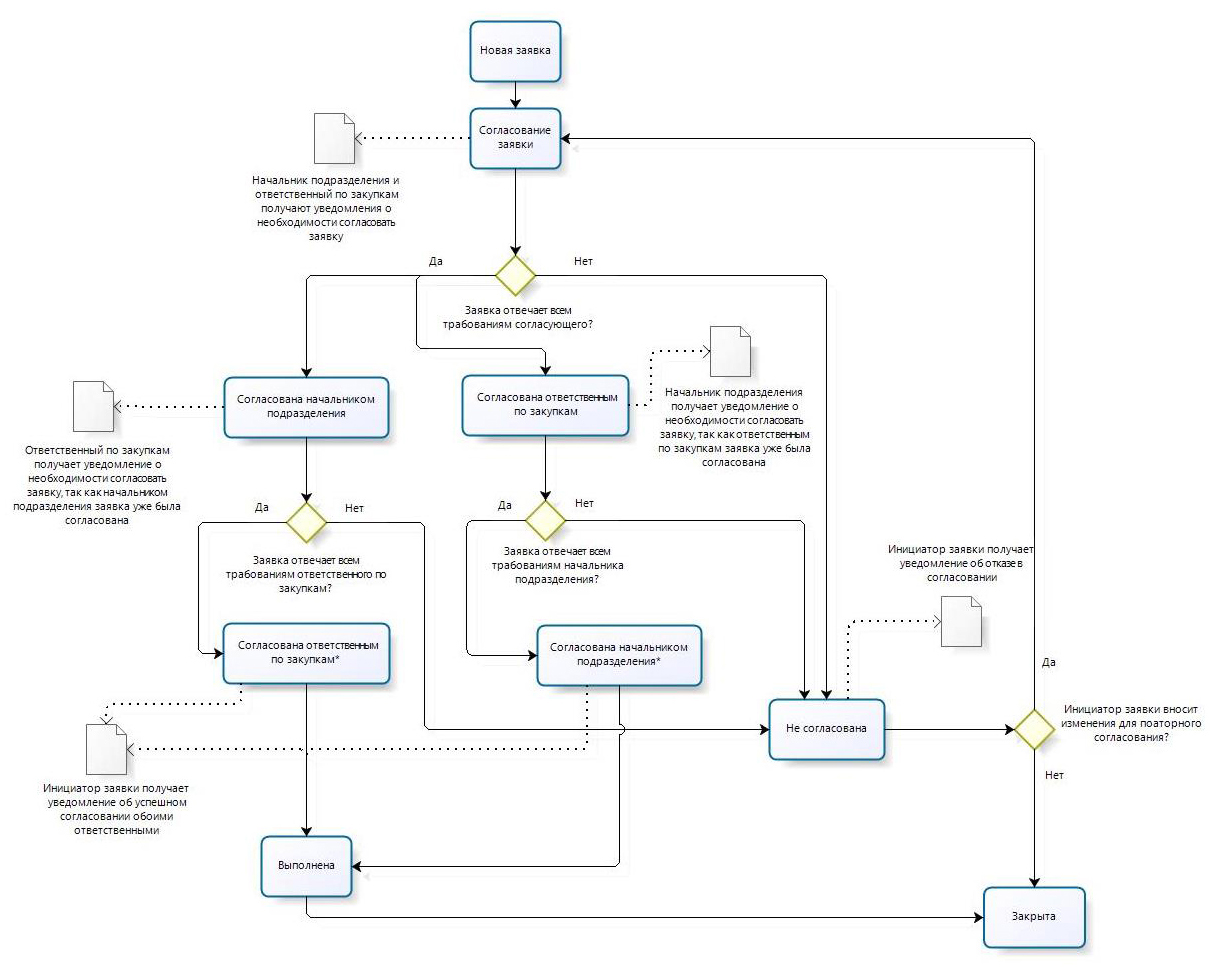 Новая заявка
Согласование
заявки
Начальник подразделения и
ответственный по закупкам
получают уведомления о
необходимости согласовать
заявку
Да
Нет
Заявка отвечает всем
трабованиям согласующего?
Согласована начальником
подразделения
Согласована ответственным
по закупкам
Начальник подразделения
получает уведомление о
необходимости согласовать
заявку, так как ответственным
по закупкам заявка уже была
согласована
Ответственный по закупкам
получает уведомление о
необходимости согласовать
заявку, так как начальником
подразделения заявка уже была
согласована
Да
Нет
Заявка отвечает всем
требованиям ответственного по
закупкам?
Да
Нет
Заявка отвечает всем
требованиям начальника
подразделения?
Инициатор заявки получает
уведомление об отказе в
согласовании
Согласована ответственным
по закупкам*
Согласована начальником
подразделения*
Да
Не согласована
Инициатор заявки вносит
изменения для поаторного
согласования?
Нет
Инициатор заявки получает
уведомление об успешном
согласовании обоими
ответственными
Выполнена
Закрыта